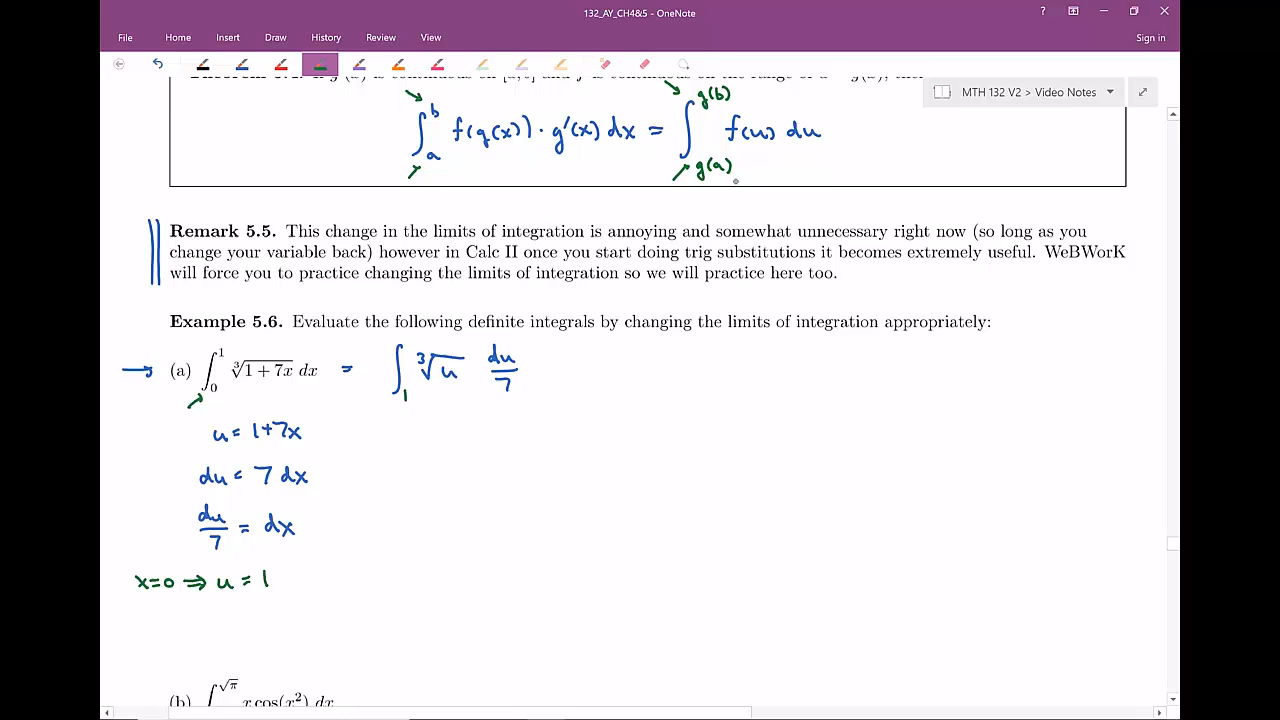 132_AY_CH4&5 - OneNote
File Home Insert Draw History Review View Sign in
MTH 132 V2 > Video Notes
∫_a^b f(g(x)) · g'(x) dx = ∫_{g(a)}^{g(b)} f(u) du
Remark 5.5. This change in the limits of integration is annoying and somewhat unnecessary right now (so long as you
change your variable back) however in Calc II once you start doing trig substitutions it becomes extremely useful. WeBWorK
will force you to practice changing the limits of integration so we will practice here too.
Example 5.6. Evaluate the following definite integrals by changing the limits of integration appropriately:
→ (a) ∫_0^1 ∛(1 + 7x) dx = ∫_1 ∛u du/7
u = 1+7x
du = 7 dx
du/7 = dx
x=0 ⇒ u = 1
(b) ∫^√π x cos(x²) dx